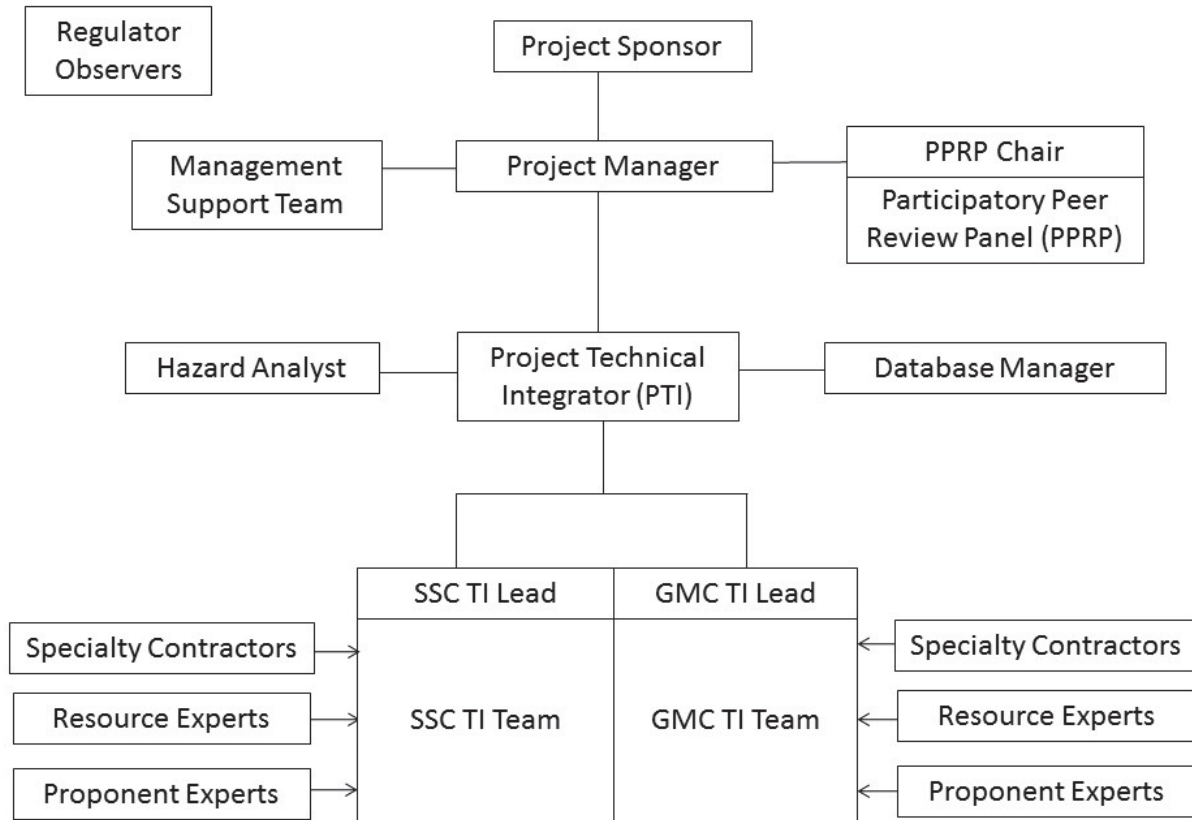 Regulator
Observers
Project Sponsor
Management
Support Team
Project Manager
PPRP Chair
Participatory Peer
Review Panel (PPRP)
Hazard Analyst
Project Technical
Integrator (PTI)
Database Manager
SSC TI Lead
GMC TI Lead
Specialty Contractors
Specialty Contractors
Resource Experts
SSC TI Team
GMC TI Team
Resource Experts
Proponent Experts
Proponent Experts